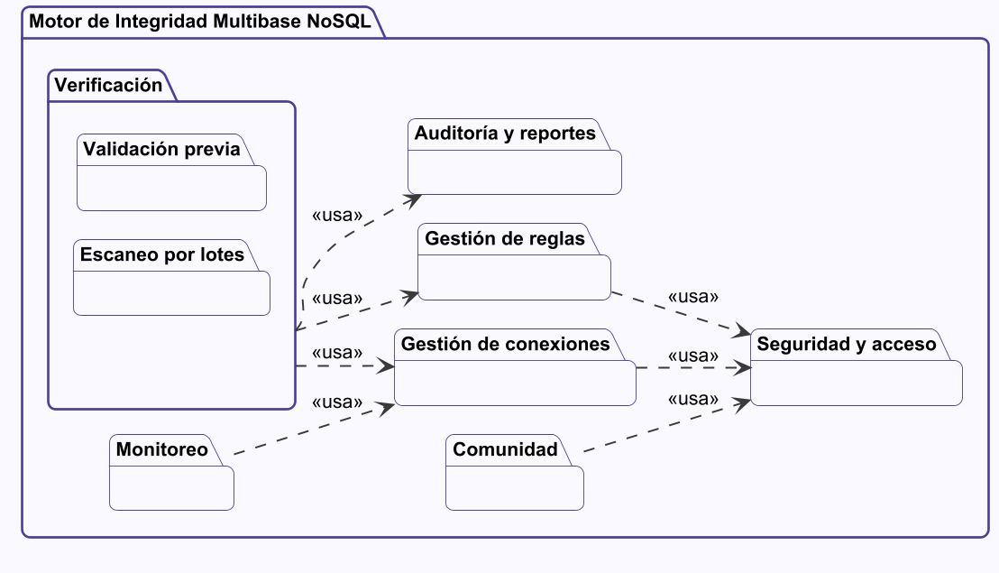 Motor de Integridad Multibase NoSQL
Verificación
Validación previa
Escaneo por lotes
Auditoría y reportes
«usa»
Gestión de reglas
«usa»
«usa»
Gestión de conexiones
«usa»
«usa»
Seguridad y acceso
«usa»
«usa»
Monitoreo
Comunidad